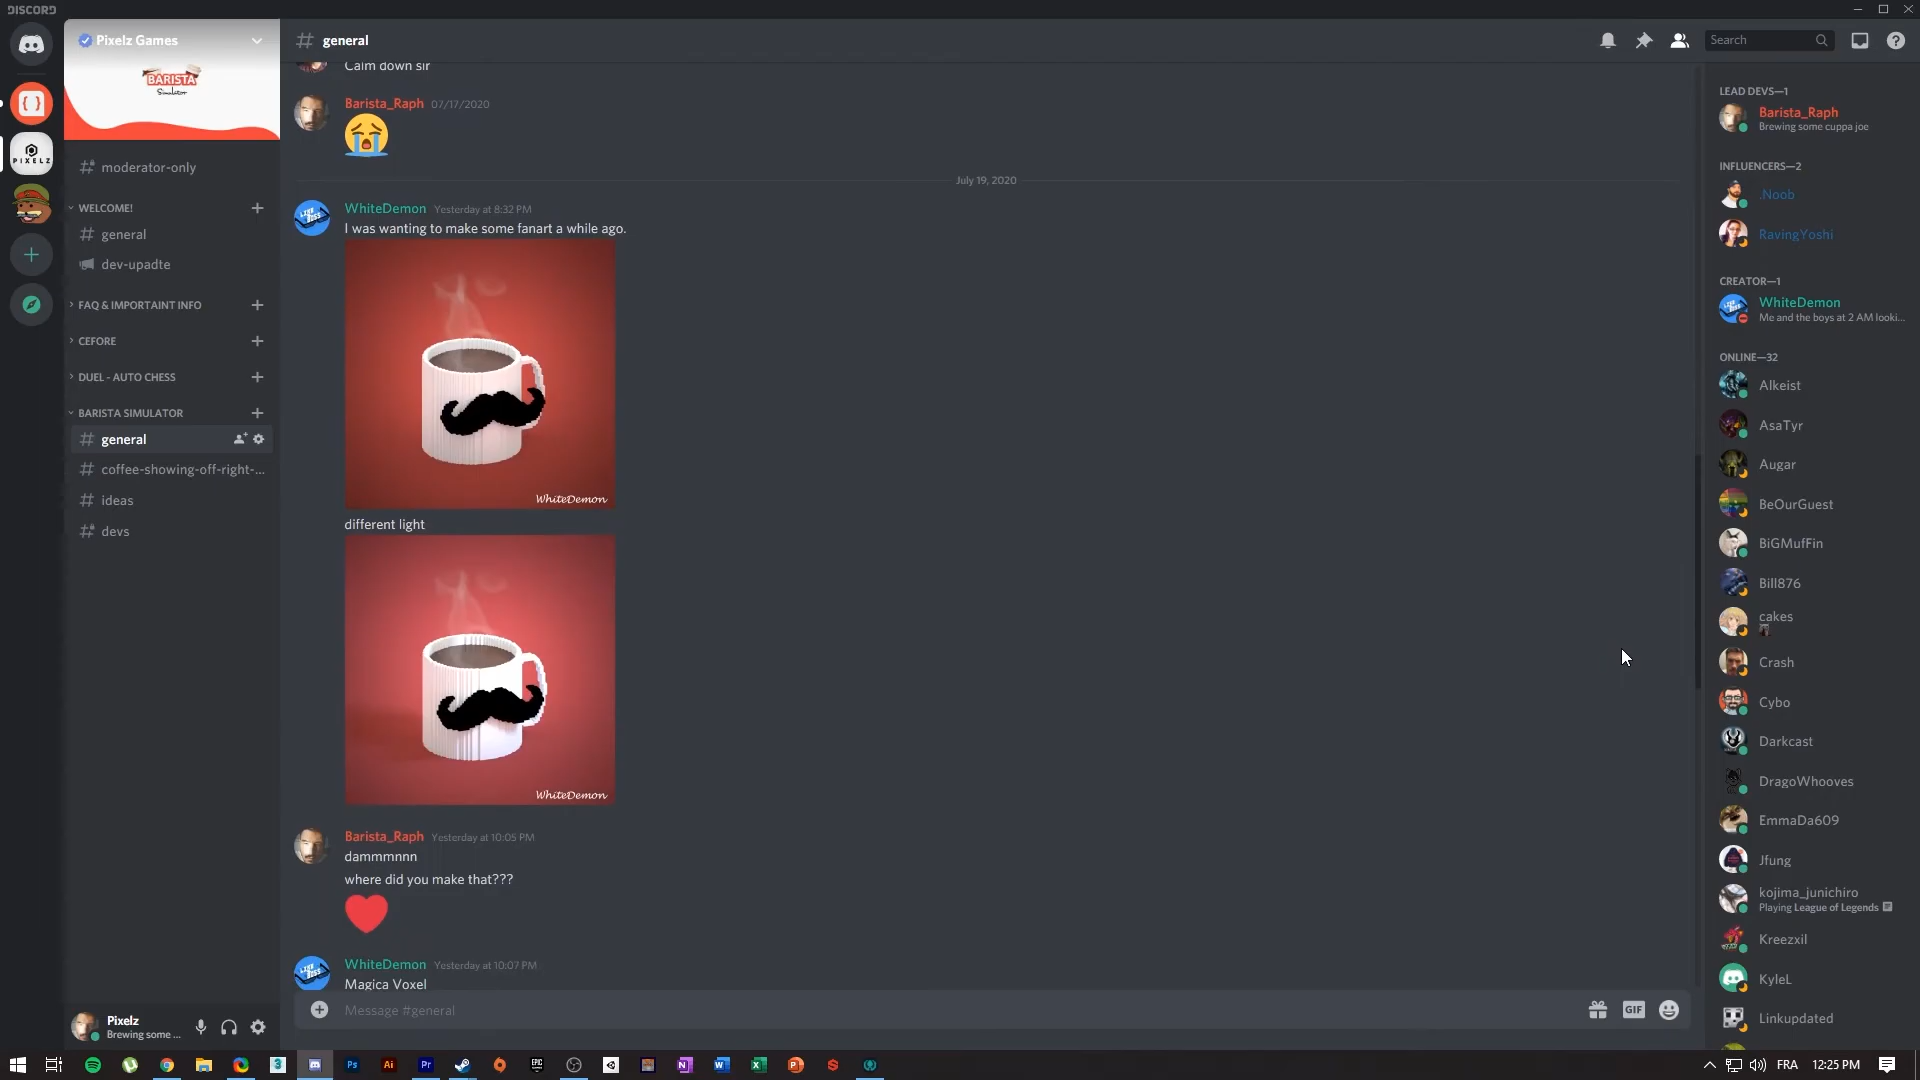 DISCORD
Pixelz Games
BARISTA
Simulator
PIXELZ
moderator-only
WELCOME!
general
dev-upadte
FAQ & IMPORTAINT INFO
CEFORE
DUEL - AUTO CHESS
BARISTA SIMULATOR
general
coffee-showing-off-right-...
ideas
devs
Pixelz
Brewing some ...
general
Search
Calm down sir
Barista_Raph 07/17/2020
July 19, 2020
WhiteDemon Yesterday at 8:32 PM
I was wanting to make some fanart a while ago.
WhiteDemon
different light
WhiteDemon
Barista_Raph Yesterday at 10:05 PM
dammmnnn
where did you make that???
WhiteDemon Yesterday at 10:07 PM
Magica Voxel
Message #general
GIF
LEAD DEVS—1
Barista_Raph
Brewing some cuppa joe
INFLUENCERS—2
.Noob
RavingYoshi
CREATOR—1
WhiteDemon
Me and the boys at 2 AM looki...
ONLINE—32
Alkeist
AsaTyr
Augar
BeOurGuest
BiGMufFin
Bill876
cakes
Crash
Cybo
Darkcast
DragoWhooves
EmmaDa609
Jfung
kojima_junichiro
Playing League of Legends
Kreezxil
KyleL
Linkupdated
FRA 12:25 PM